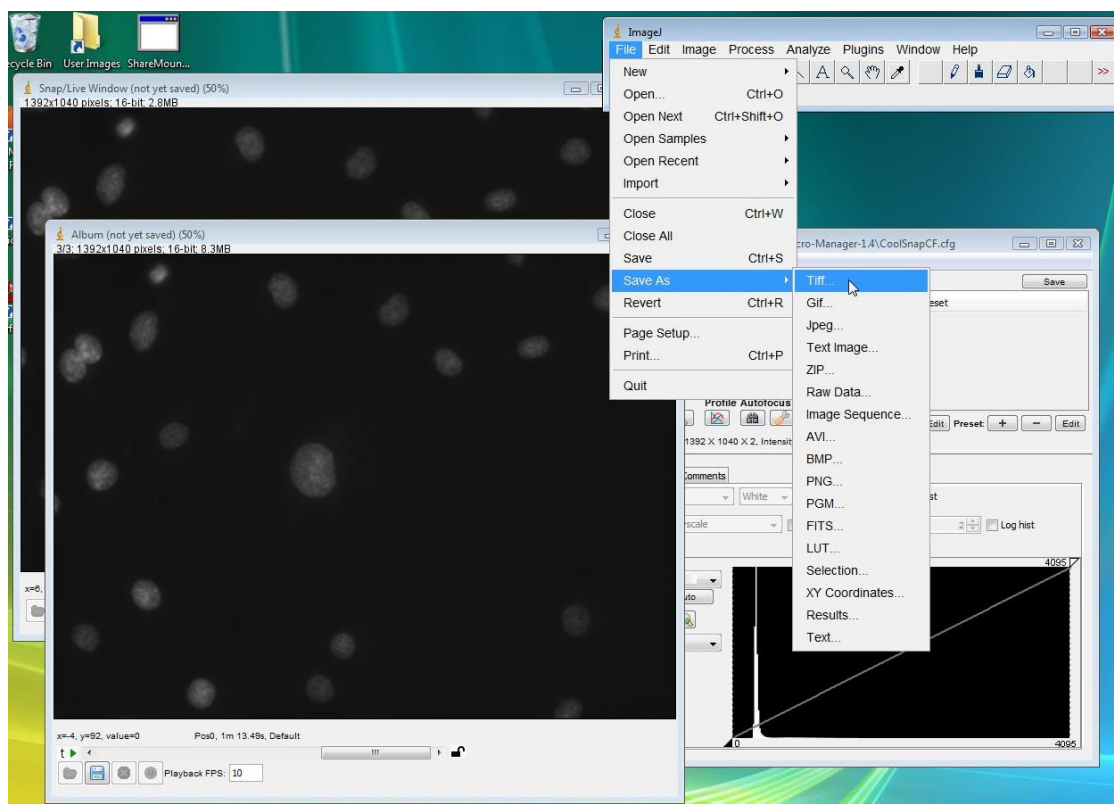 ImageJ
File Edit Image Process Analyze Plugins Window Help
A
>>
New
Open... Ctrl+O
Open Next Ctrl+Shift+O
Open Samples
Open Recent
Import
Close Ctrl+W
Close All
Save Ctrl+S
Save As
Revert Ctrl+R
Page Setup...
Print... Ctrl+P
Quit
Tiff...
Gif...
Jpeg...
Text Image...
ZIP...
Raw Data...
Image Sequence...
AVI...
BMP...
PNG...
PGM...
FITS...
LUT...
Selection...
XY Coordinates...
Results...
Text...
ecycle Bin User Images ShareMoun...
Snap/Live Window (not yet saved) (50%)
1392x1040 pixels; 16-bit; 2.8MB
Album (not yet saved) (50%)
3/3; 1392x1040 pixels; 16-bit; 8.3MB
x=-4, y=92, value=0 Pos0, 1m 13.49s, Default
t
Playback FPS: 10
x=6,
cro-Manager-1.4\CoolSnapCF.cfg
Save
eset
Profile Autofocus
Edit Preset: + − Edit
1392 X 1040 X 2, Intensit
Comments
White st
scale 2 Log hist
uto
4095
0 4095